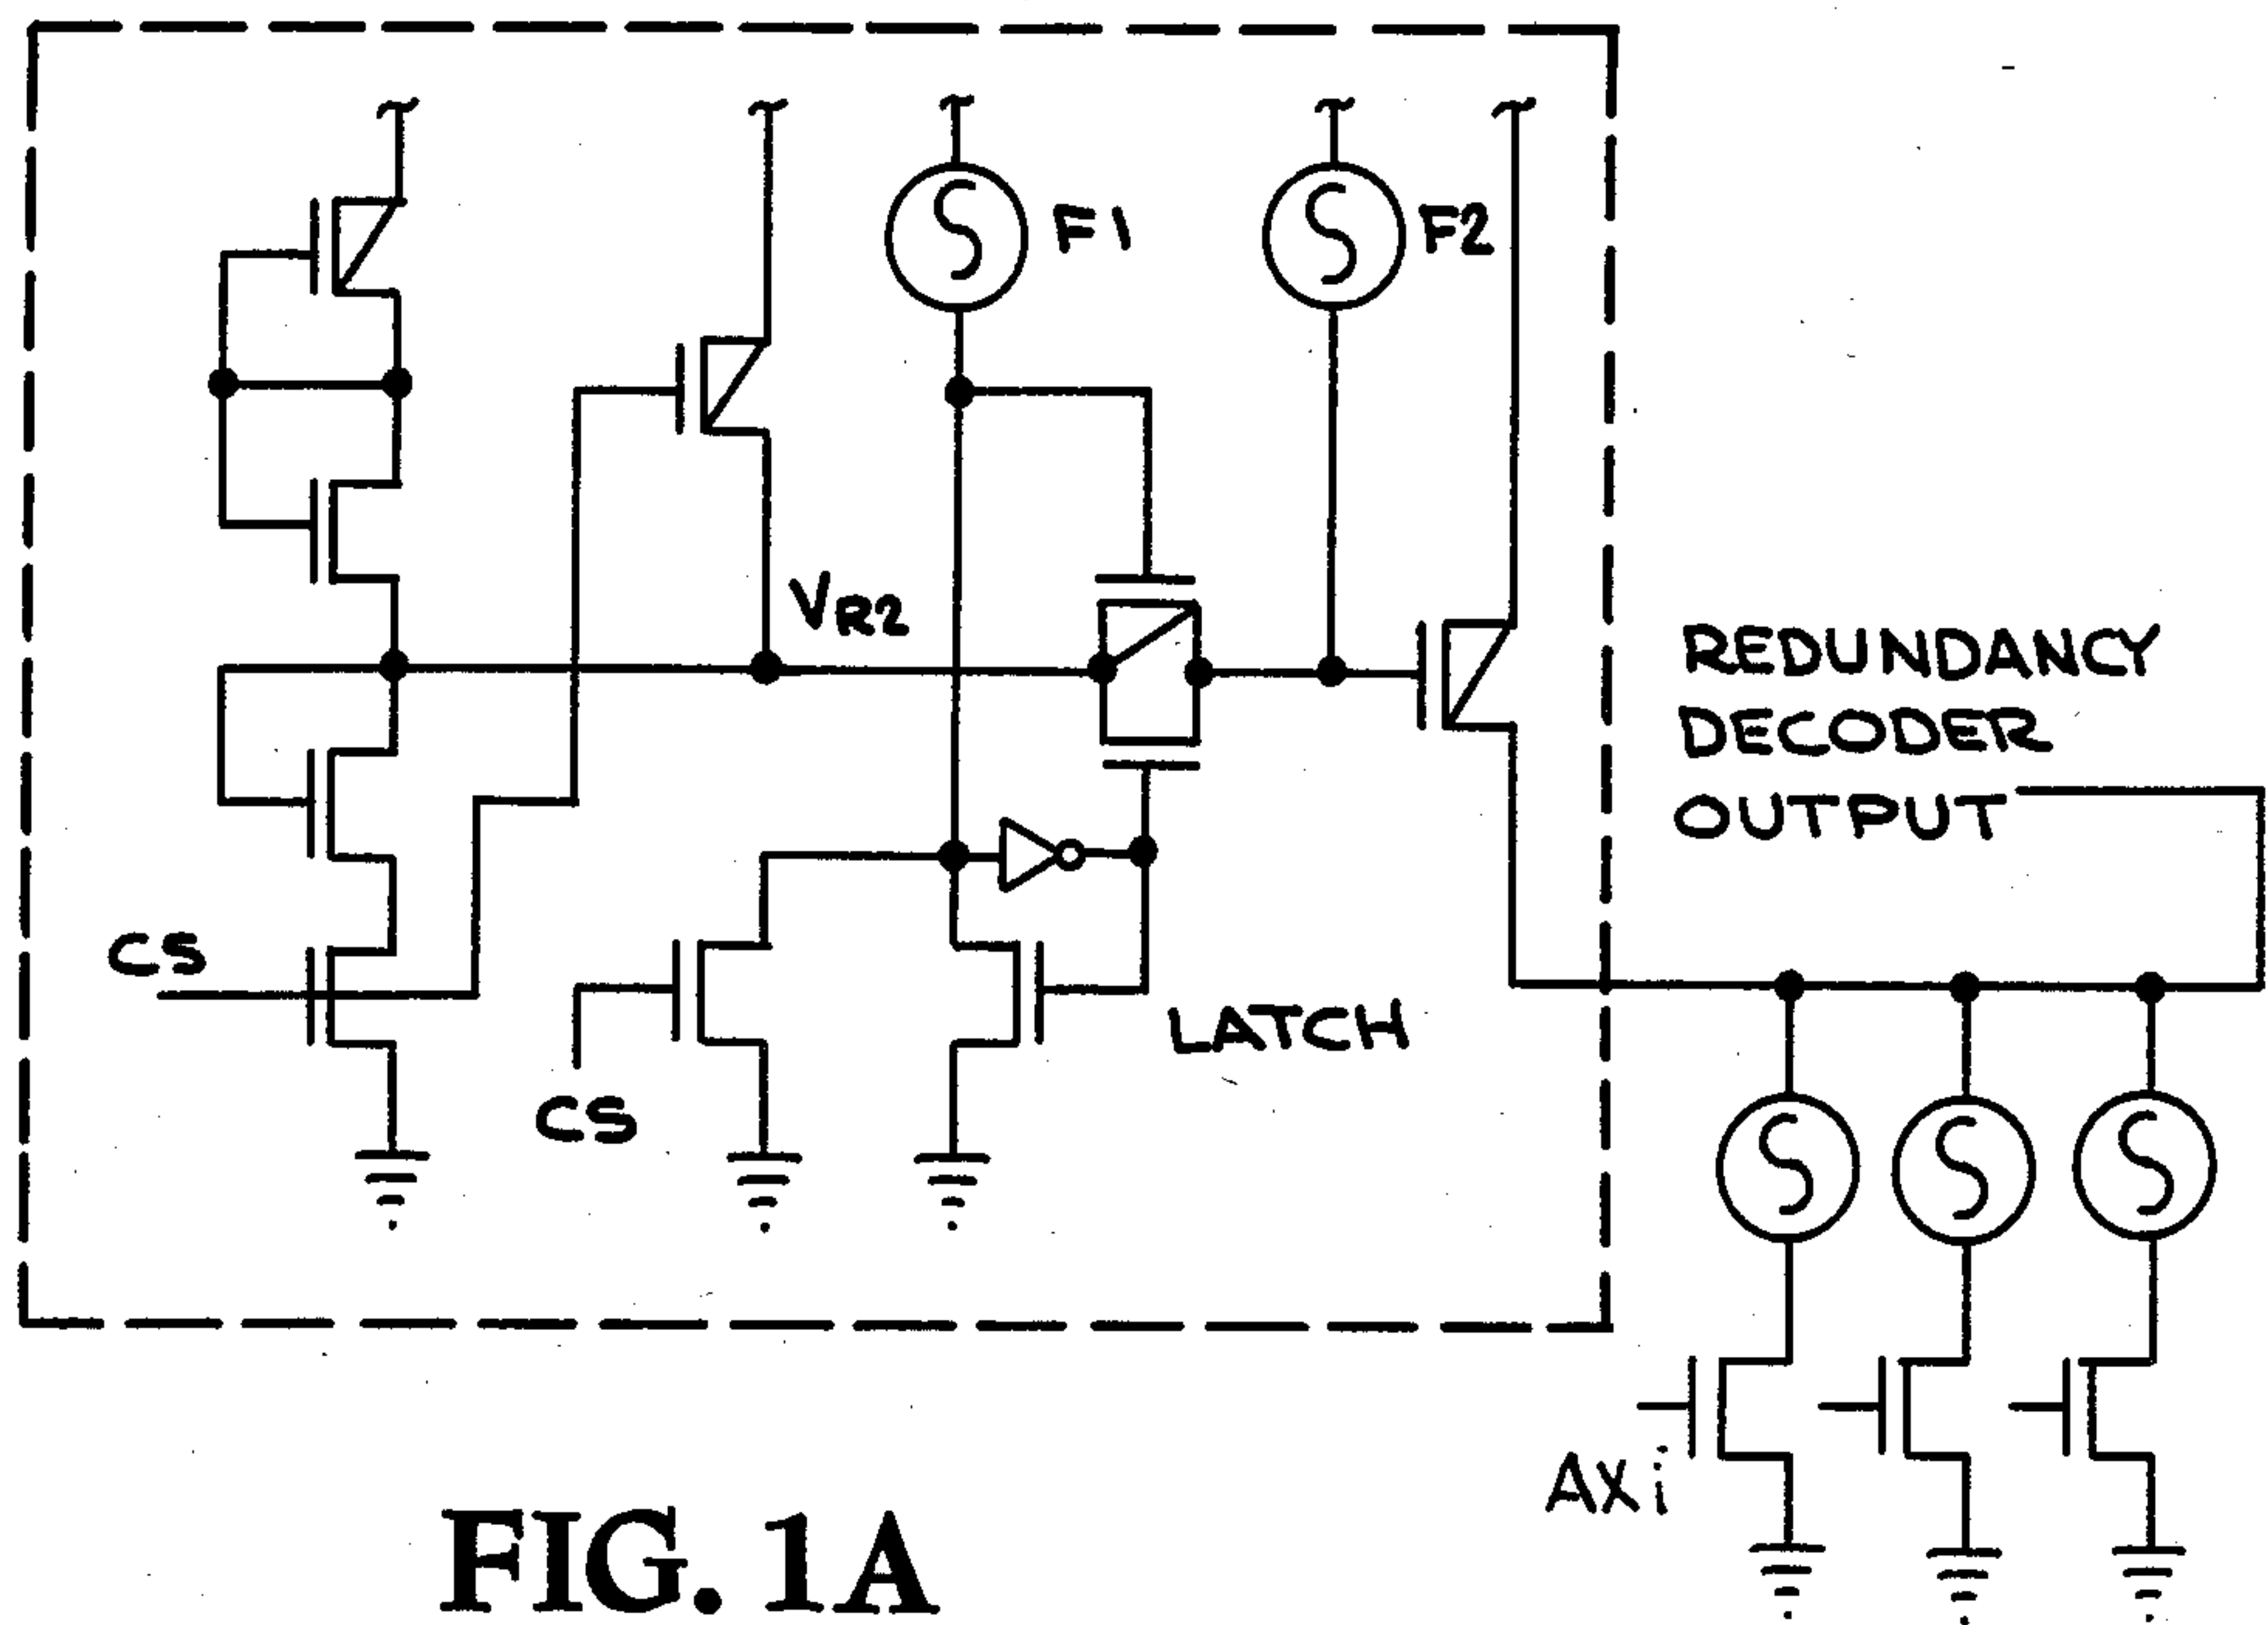 F1
F2
VR2
REDUNDANCY
DECODER
OUTPUT
CS
LATCH
CS
AXi
FIG. 1A